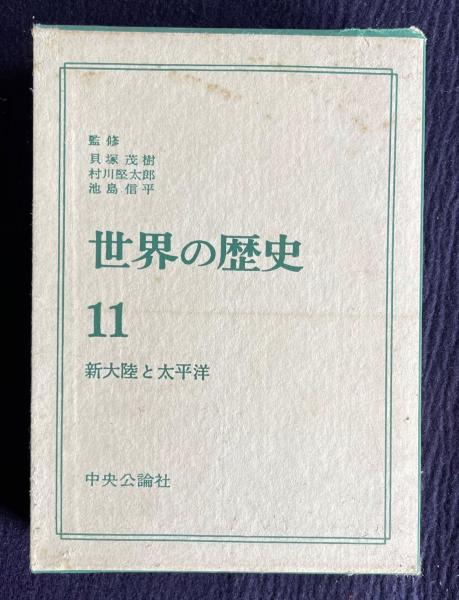 監修
貝塚茂樹
村川堅太郎
池島信平
世界の歴史
11
新大陸と太平洋
中央公論社